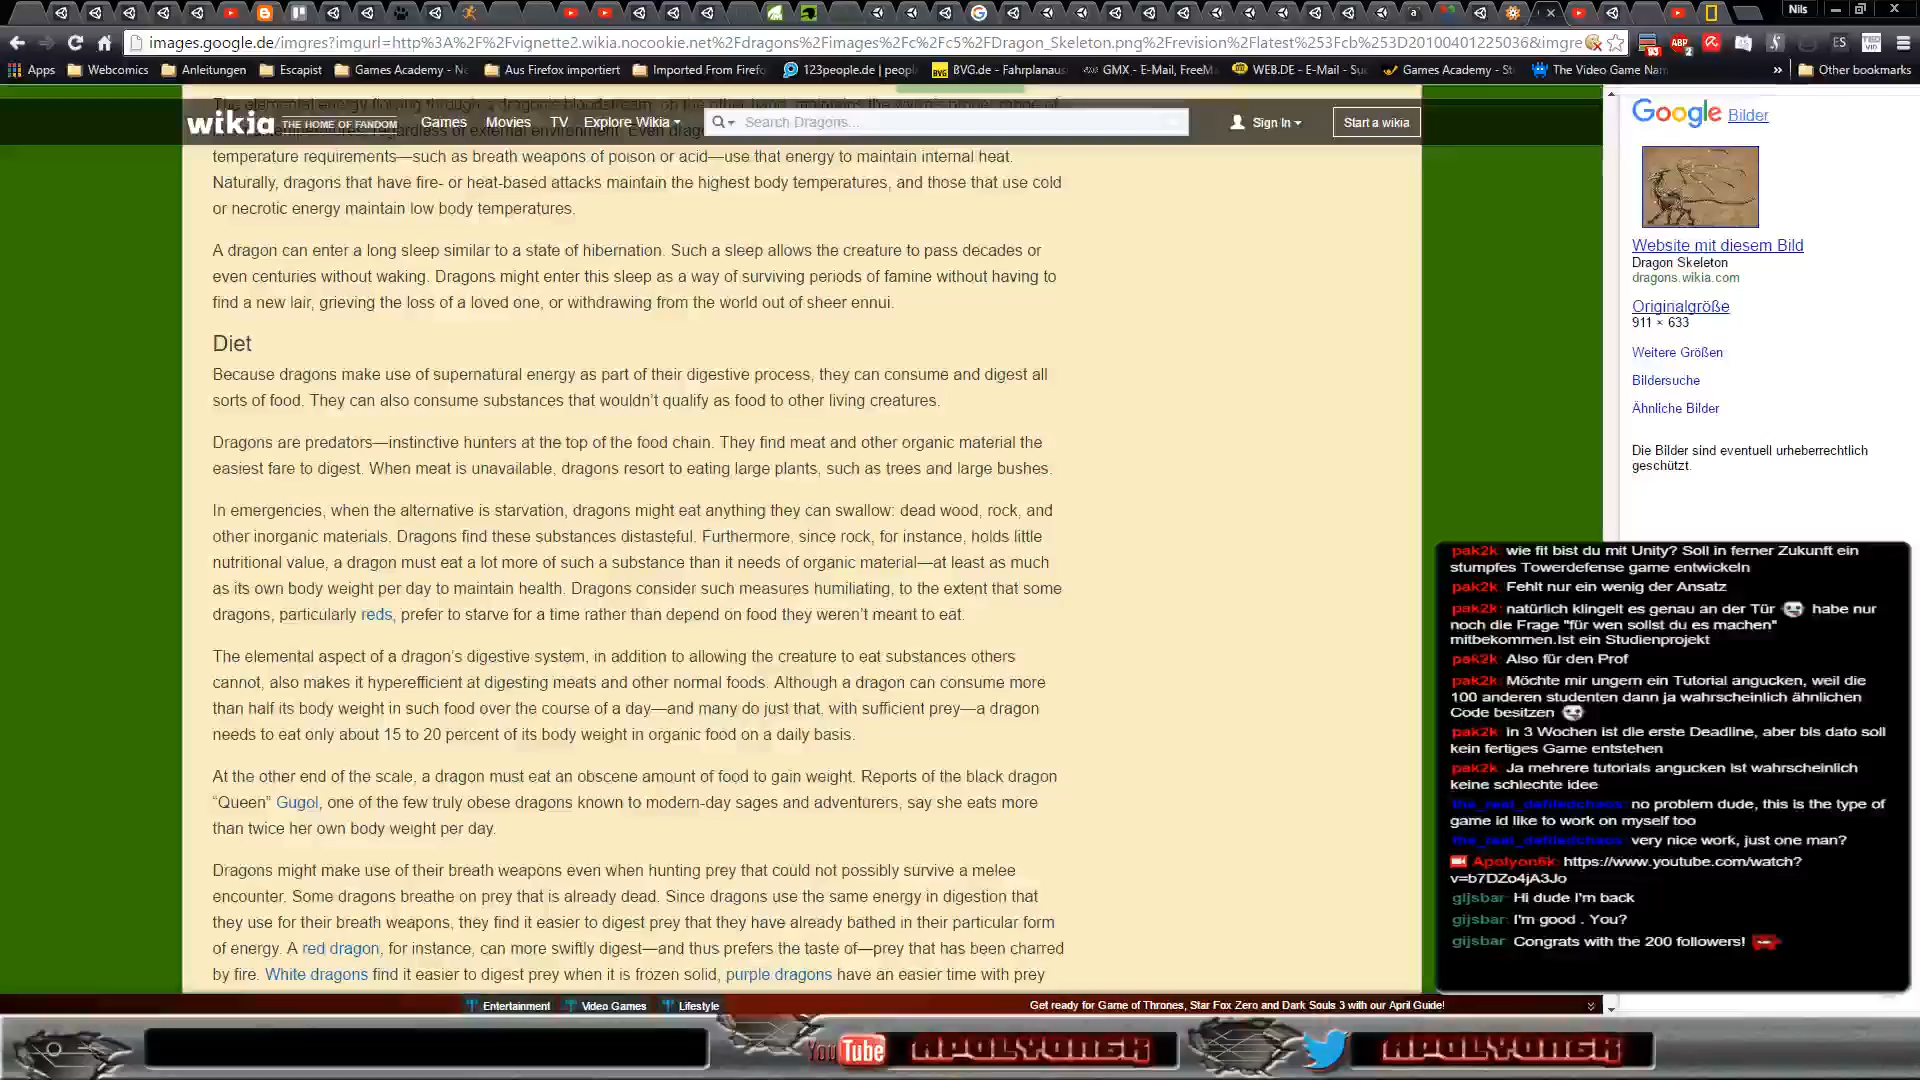 Nils
images.google.de/imgres?imgurl=http%3A%2F%2Fvignette2.wikia.nocookie.net%2Fdragons%2Fimages%2Fc%2Fc5%2FDragon_Skeleton.png%2Frevision%2Flatest%253Fcb%253D20100401225036&imgre
Apps Webcomics Anleitungen Escapist Games Academy - Nc Aus Firefox importiert Imported From Firefo 123people.de | peopl BVG.de - Fahrplanaus GMX - E-Mail, FreeM WEB.DE - E-Mail - Su Games Academy - St The Video Game Nam » Other bookmarks
wikia THE HOME OF FANDOM Games Movies TV Explore Wikia Search Dragons... Sign In Start a wikia
temperature requirements—such as breath weapons of poison or acid—use that energy to maintain internal heat.
Naturally, dragons that have fire- or heat-based attacks maintain the highest body temperatures, and those that use cold
or necrotic energy maintain low body temperatures.
A dragon can enter a long sleep similar to a state of hibernation. Such a sleep allows the creature to pass decades or
even centuries without waking. Dragons might enter this sleep as a way of surviving periods of famine without having to
find a new lair, grieving the loss of a loved one, or withdrawing from the world out of sheer ennui.
Diet
Because dragons make use of supernatural energy as part of their digestive process, they can consume and digest all
sorts of food. They can also consume substances that wouldn't qualify as food to other living creatures.
Dragons are predators—instinctive hunters at the top of the food chain. They find meat and other organic material the
easiest fare to digest. When meat is unavailable, dragons resort to eating large plants, such as trees and large bushes.
In emergencies, when the alternative is starvation, dragons might eat anything they can swallow: dead wood, rock, and
other inorganic materials. Dragons find these substances distasteful. Furthermore, since rock, for instance, holds little
nutritional value, a dragon must eat a lot more of such a substance than it needs of organic material—at least as much
as its own body weight per day to maintain health. Dragons consider such measures humiliating, to the extent that some
dragons, particularly reds, prefer to starve for a time rather than depend on food they weren't meant to eat.
The elemental aspect of a dragon's digestive system, in addition to allowing the creature to eat substances others
cannot, also makes it hyperefficient at digesting meats and other normal foods. Although a dragon can consume more
than half its body weight in such food over the course of a day—and many do just that, with sufficient prey—a dragon
needs to eat only about 15 to 20 percent of its body weight in organic food on a daily basis.
At the other end of the scale, a dragon must eat an obscene amount of food to gain weight. Reports of the black dragon
“Queen” Gugol, one of the few truly obese dragons known to modern-day sages and adventurers, say she eats more
than twice her own body weight per day.
Dragons might make use of their breath weapons even when hunting prey that could not possibly survive a melee
encounter. Some dragons breathe on prey that is already dead. Since dragons use the same energy in digestion that
they use for their breath weapons, they find it easier to digest prey that they have already bathed in their particular form
of energy. A red dragon, for instance, can more swiftly digest—and thus prefers the taste of—prey that has been charred
by fire. White dragons find it easier to digest prey when it is frozen solid, purple dragons have an easier time with prey
Entertainment Video Games Lifestyle Get ready for Game of Thrones, Star Fox Zero and Dark Souls 3 with our April Guide!
Google Bilder
Website mit diesem Bild
Dragon Skeleton
dragons.wikia.com
Originalgröße
911 × 633
Weitere Größen
Bildersuche
Ähnliche Bilder
Die Bilder sind eventuell urheberrechtlich
geschützt.
pak2k: wie fit bist du mit Unity? Soll in ferner Zukunft ein
stumpfes Towerdefense game entwickeln
pak2k: Fehlt nur ein wenig der Ansatz
pak2k: natürlich klingelt es genau an der Tür habe nur
noch die Frage "für wen sollst du es machen"
mitbekommen.Ist ein Studienprojekt
pak2k: Also für den Prof
pak2k: Möchte mir ungern ein Tutorial angucken, weil die
100 anderen studenten dann ja wahrscheinlich ähnlichen
Code besitzen
pak2k: in 3 Wochen ist die erste Deadline, aber bis dato soll
kein fertiges Game entstehen
pak2k: Ja mehrere tutorials angucken ist wahrscheinlich
keine schlechte idee
the_real_defiledchaos: no problem dude, this is the type of
game id like to work on myself too
the_real_defiledchaos: very nice work, just one man?
Apolyon6k: https://www.youtube.com/watch?
v=b7DZo4jA3Jo
gijsbar: Hi dude I'm back
gijsbar: I'm good . You?
gijsbar: Congrats with the 200 followers!
YouTube APOLYON6K APOLYON6K